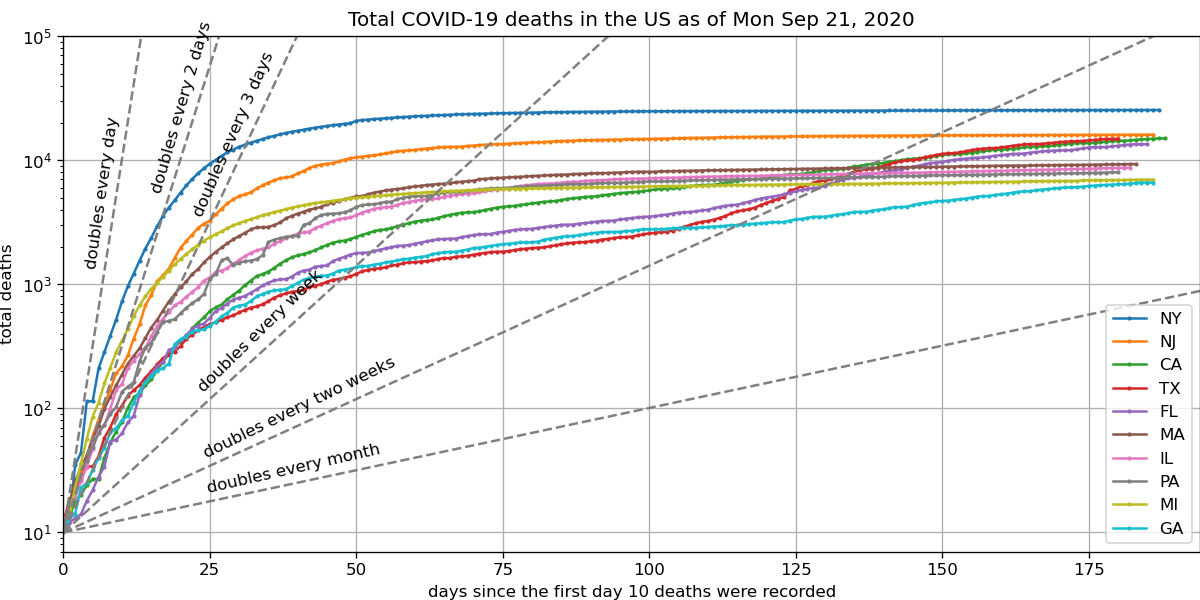 Total COVID-19 deaths in the US as of Mon Sep 21, 2020
total deaths
10⁵
10⁴
10³
10²
10¹
doubles every day
doubles every 2 days
doubles every 3 days
doubles every week
doubles every two weeks
doubles every month
NY
NJ
CA
TX
FL
MA
IL
PA
MI
GA
0 25 50 75 100 125 150 175
days since the first day 10 deaths were recorded